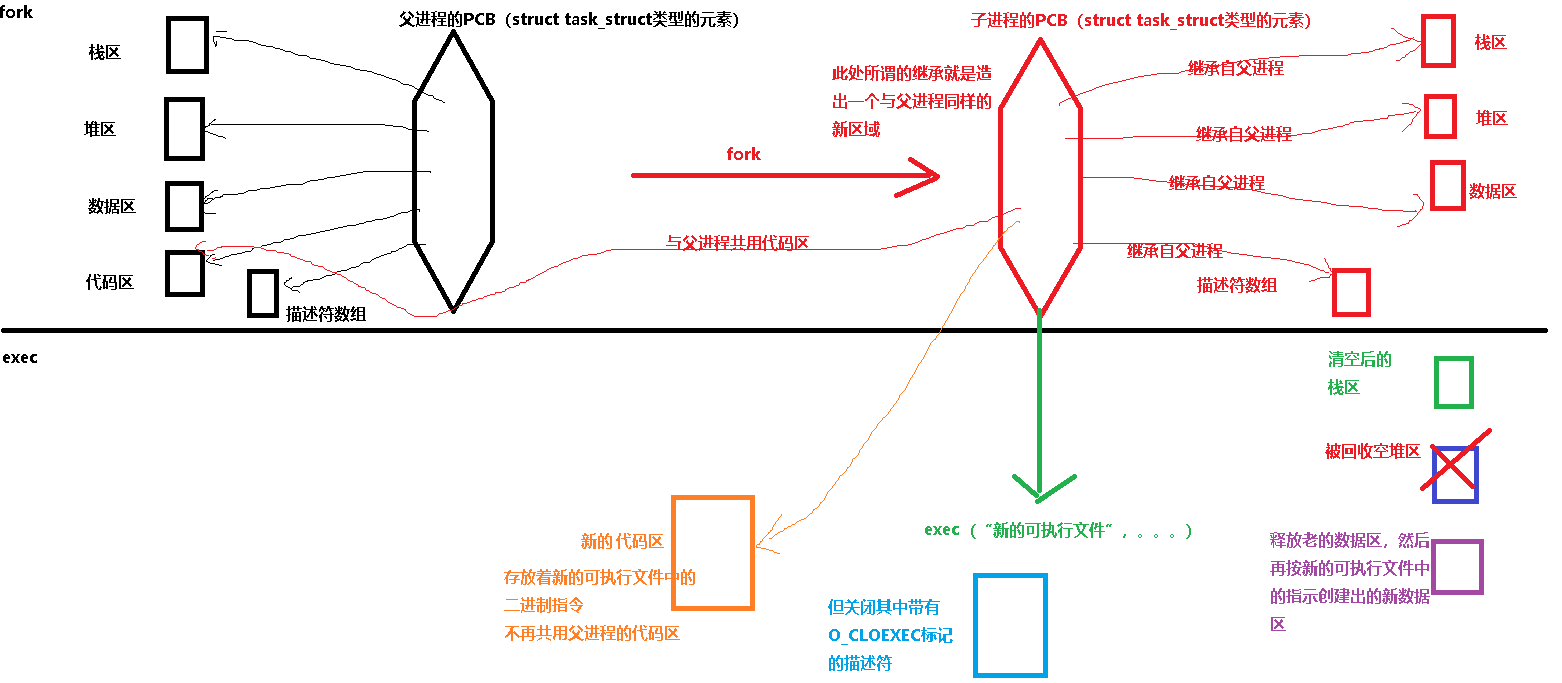 fork
父进程的PCB（struct task_struct类型的元素）
子进程的PCB（struct task_struct类型的元素）
栈区
堆区
数据区
代码区
描述符数组
fork
此处所谓的继承就是造
出一个与父进程同样的
新区域
与父进程共用代码区
继承自父进程
栈区
继承自父进程
堆区
继承自父进程
数据区
继承自父进程
描述符数组
exec
清空后的
栈区
被回收空堆区
exec（“新的可执行文件”，。。。。）
释放老的数据区，然后
再按新的可执行文件中
的指示创建出的新数据
区
新的 代码区
存放着新的可执行文件中的
二进制指令
不再共用父进程的代码区
但关闭其中带有
O_CLOEXEC标记
的描述符